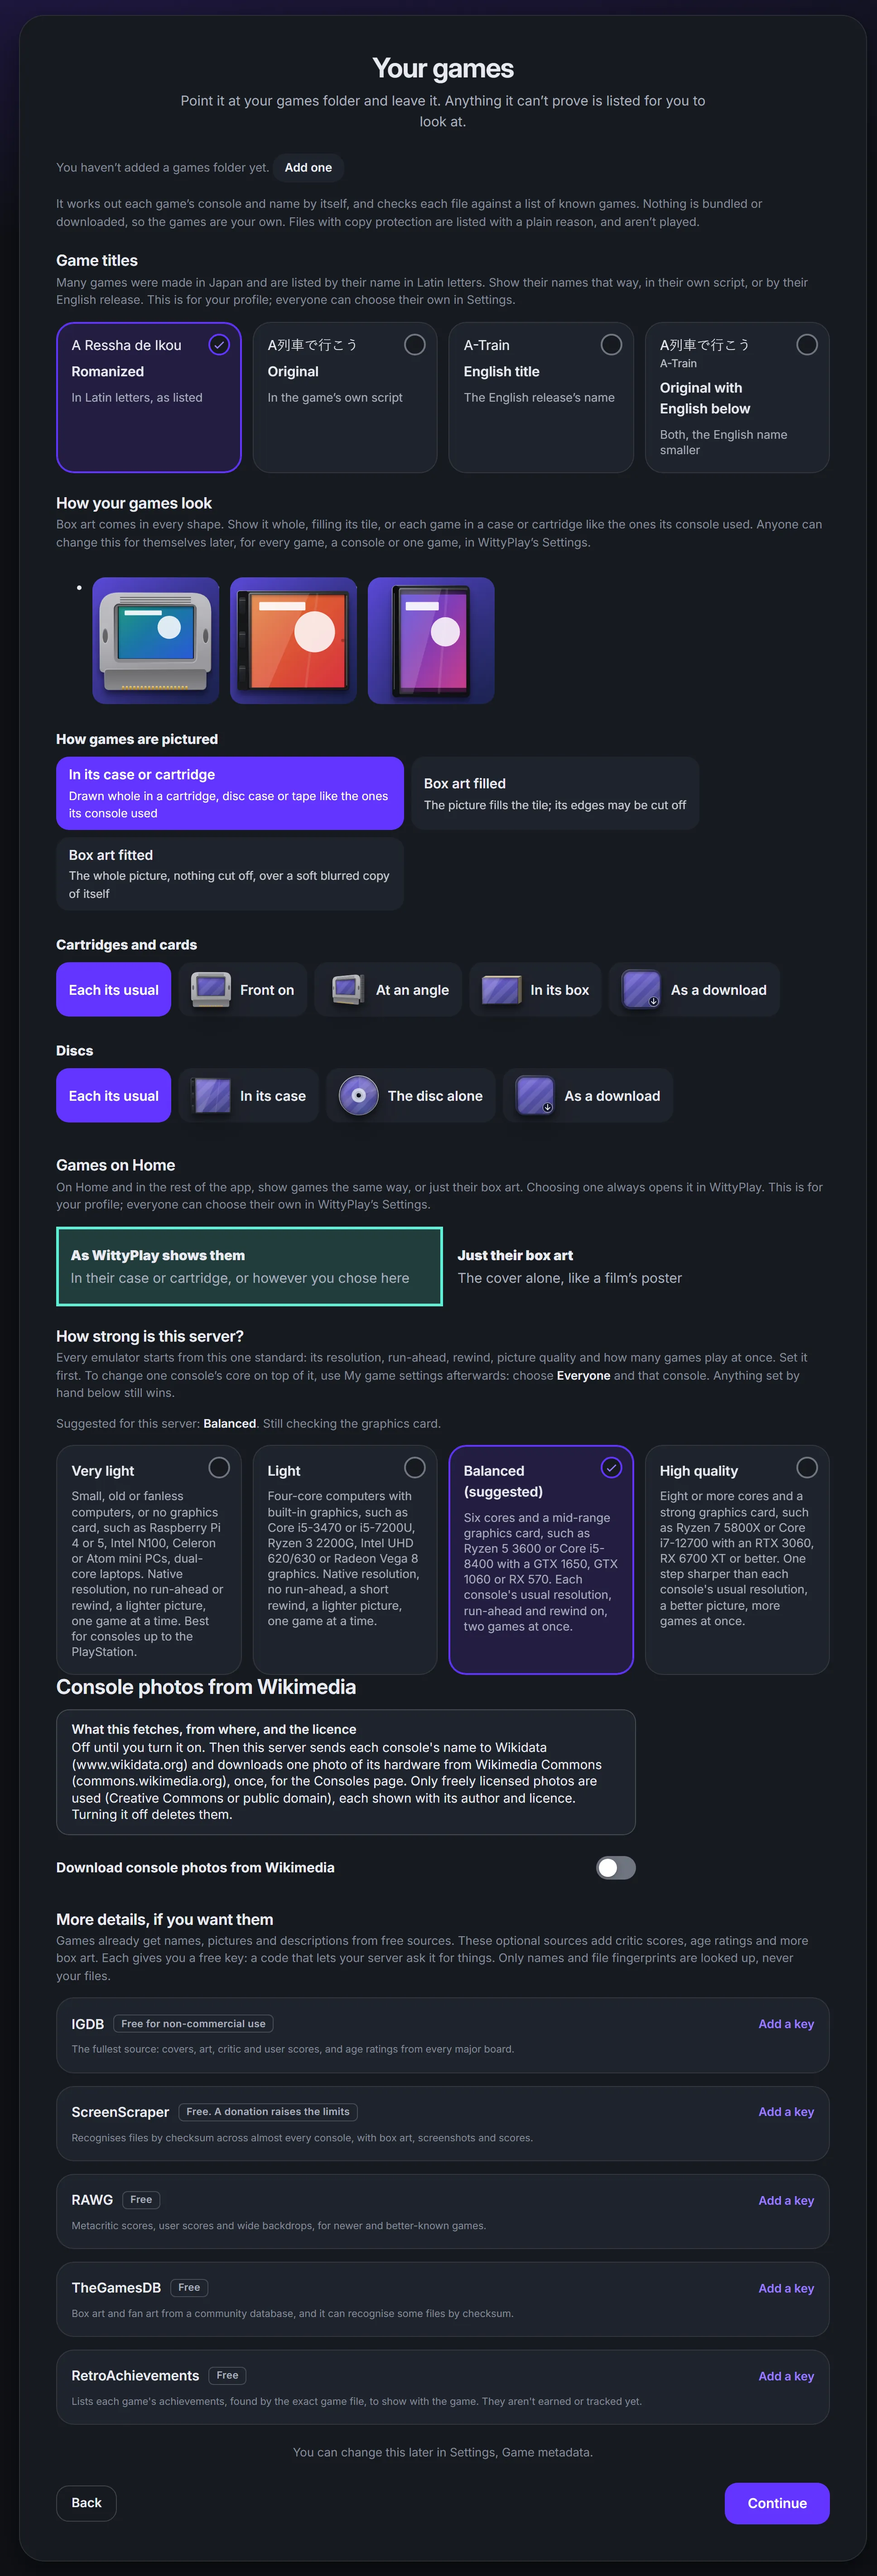 Your games
Point it at your games folder and leave it. Anything it can’t prove is listed for you to
look at.
You haven’t added a games folder yet. Add one
It works out each game’s console and name by itself, and checks each file against a list of known games. Nothing is bundled or
downloaded, so the games are your own. Files with copy protection are listed with a plain reason, and aren’t played.
Game titles
Many games were made in Japan and are listed by their name in Latin letters. Show their names that way, in their own script, or by their
English release. This is for your profile; everyone can choose their own in Settings.
A Ressha de Ikou
Romanized
In Latin letters, as listed
A列車で行こう
Original
In the game’s own script
A-Train
English title
The English release’s name
A列車で行こう
A-Train
Original with
English below
Both, the English name
smaller
How your games look
Box art comes in every shape. Show it whole, filling its tile, or each game in a case or cartridge like the ones its console used. Anyone can
change this for themselves later, for every game, a console or one game, in WittyPlay’s Settings.
How games are pictured
In its case or cartridge
Drawn whole in a cartridge, disc case or tape like the ones
its console used
Box art filled
The picture fills the tile; its edges may be cut off
Box art fitted
The whole picture, nothing cut off, over a soft blurred copy
of itself
Cartridges and cards
Each its usual
Front on
At an angle
In its box
As a download
Discs
Each its usual
In its case
The disc alone
As a download
Games on Home
On Home and in the rest of the app, show games the same way, or just their box art. Choosing one always opens it in WittyPlay. This is for
your profile; everyone can choose their own in WittyPlay’s Settings.
As WittyPlay shows them
In their case or cartridge, or however you chose here
Just their box art
The cover alone, like a film’s poster
How strong is this server?
Every emulator starts from this one standard: its resolution, run-ahead, rewind, picture quality and how many games play at once. Set it
first. To change one console’s core on top of it, use My game settings afterwards: choose Everyone and that console. Anything set by
hand below still wins.
Suggested for this server: Balanced. Still checking the graphics card.
Very light
Small, old or fanless
computers, or no graphics
card, such as Raspberry Pi
4 or 5, Intel N100, Celeron
or Atom mini PCs, dual-
core laptops. Native
resolution, no run-ahead or
rewind, a lighter picture,
one game at a time. Best
for consoles up to the
PlayStation.
Light
Four-core computers with
built-in graphics, such as
Core i5-3470 or i5-7200U,
Ryzen 3 2200G, Intel UHD
620/630 or Radeon Vega 8
graphics. Native resolution,
no run-ahead, a short
rewind, a lighter picture,
one game at a time.
Balanced
(suggested)
Six cores and a mid-range
graphics card, such as
Ryzen 5 3600 or Core i5-
8400 with a GTX 1650, GTX
1060 or RX 570. Each
console's usual resolution,
run-ahead and rewind on,
two games at once.
High quality
Eight or more cores and a
strong graphics card, such
as Ryzen 7 5800X or Core
i7-12700 with an RTX 3060,
RX 6700 XT or better. One
step sharper than each
console's usual resolution,
a better picture, more
games at once.
Console photos from Wikimedia
What this fetches, from where, and the licence
Off until you turn it on. Then this server sends each console's name to Wikidata
(www.wikidata.org) and downloads one photo of its hardware from Wikimedia Commons
(commons.wikimedia.org), once, for the Consoles page. Only freely licensed photos are
used (Creative Commons or public domain), each shown with its author and licence.
Turning it off deletes them.
Download console photos from Wikimedia
More details, if you want them
Games already get names, pictures and descriptions from free sources. These optional sources add critic scores, age ratings and more
box art. Each gives you a free key: a code that lets your server ask it for things. Only names and file fingerprints are looked up, never
your files.
IGDB Free for non-commercial use Add a key
The fullest source: covers, art, critic and user scores, and age ratings from every major board.
ScreenScraper Free. A donation raises the limits Add a key
Recognises files by checksum across almost every console, with box art, screenshots and scores.
RAWG Free Add a key
Metacritic scores, user scores and wide backdrops, for newer and better-known games.
TheGamesDB Free Add a key
Box art and fan art from a community database, and it can recognise some files by checksum.
RetroAchievements Free Add a key
Lists each game's achievements, found by the exact game file, to show with the game. They aren't earned or tracked yet.
You can change this later in Settings, Game metadata.
Back
Continue